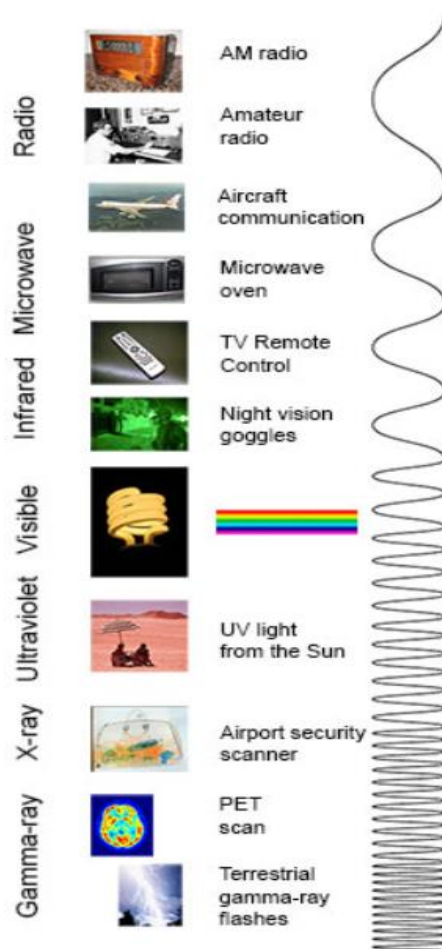 Radio
AM radio
Amateur
radio
Microwave
Aircraft
communication
Microwave
oven
Infrared
TV Remote
Control
Night vision
goggles
Visible
Ultraviolet
UV light
from the Sun
X-ray
Airport security
scanner
Gamma-ray
PET
scan
Terrestrial
gamma-ray
flashes